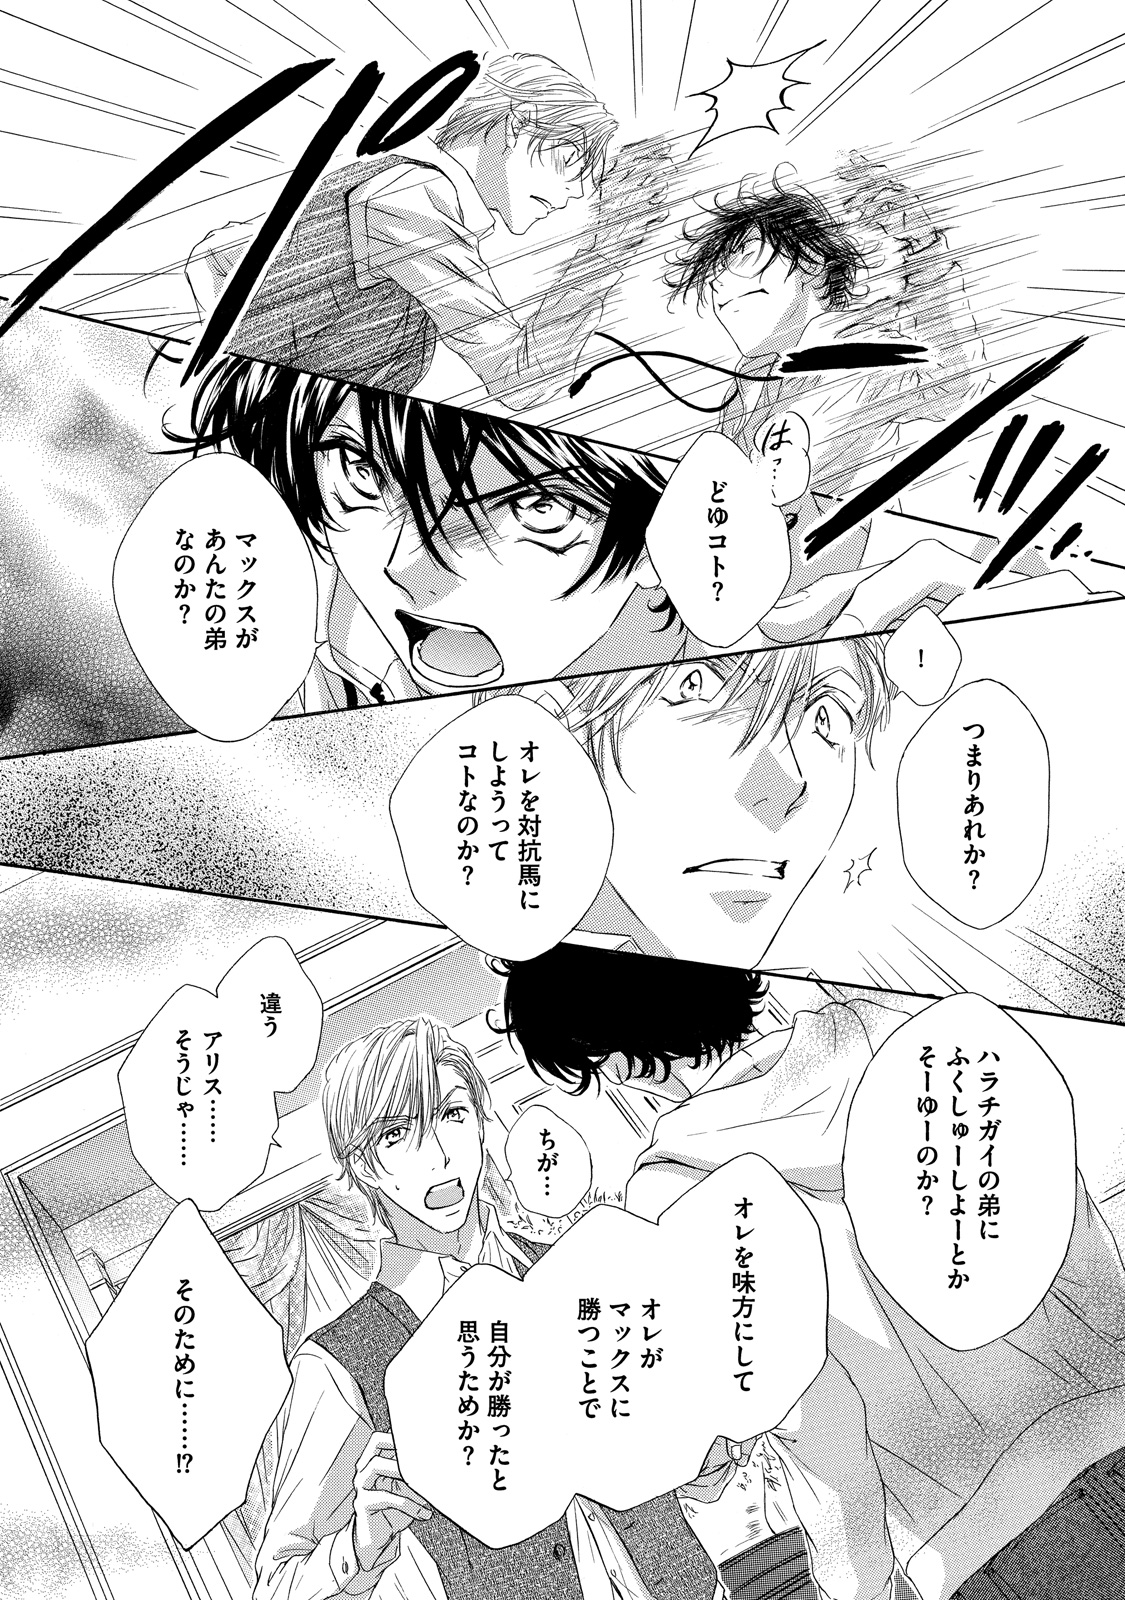 パンッ
は…
どゆコト？
マックスが
あんたの弟
なのか？
！
つまりあれか？
オレを対抗馬に
しようって
コトなのか？
ハラチガイの弟に
ふくしゅーしよーとか
そーゆーのか？
ちが…
オレを味方にして
オレが
マックスに
勝つことで
自分が勝ったと
思うためか？
違う
アリス……
そうじゃ……
そのために……!?